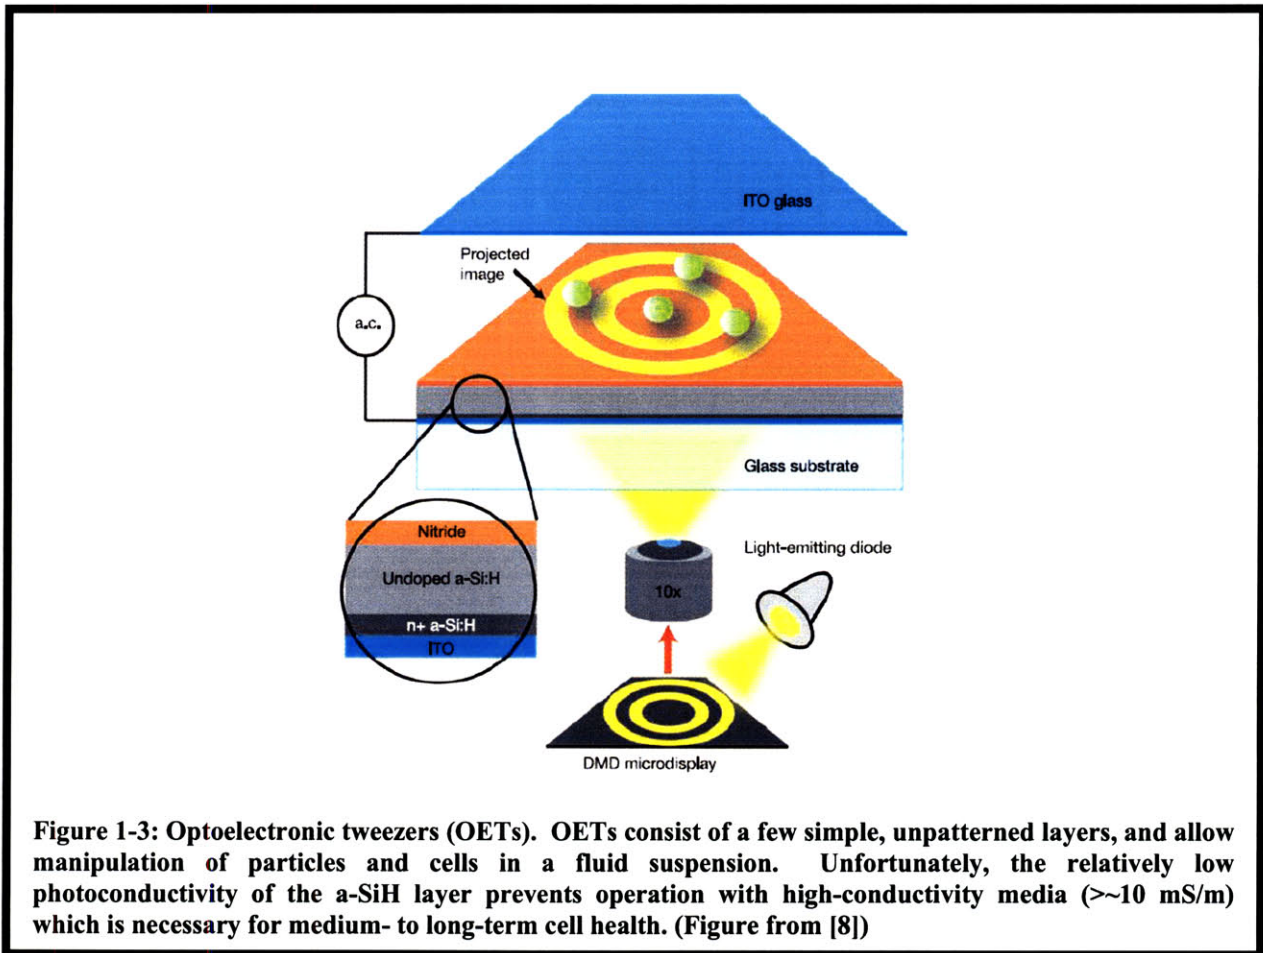 ITO glass
Projected
image
a.c.
Glass substrate
Nitride
Undoped a-Si:H
n+ a-Si:H
ITO
Light-emitting diode
10x
DMD microdisplay
Figure 1-3: Optoelectronic tweezers (OETs). OETs consist of a few simple, unpatterned layers, and allow
manipulation of particles and cells in a fluid suspension. Unfortunately, the relatively low
photoconductivity of the a-SiH layer prevents operation with high-conductivity media (>~10 mS/m)
which is necessary for medium- to long-term cell health. (Figure from [8])